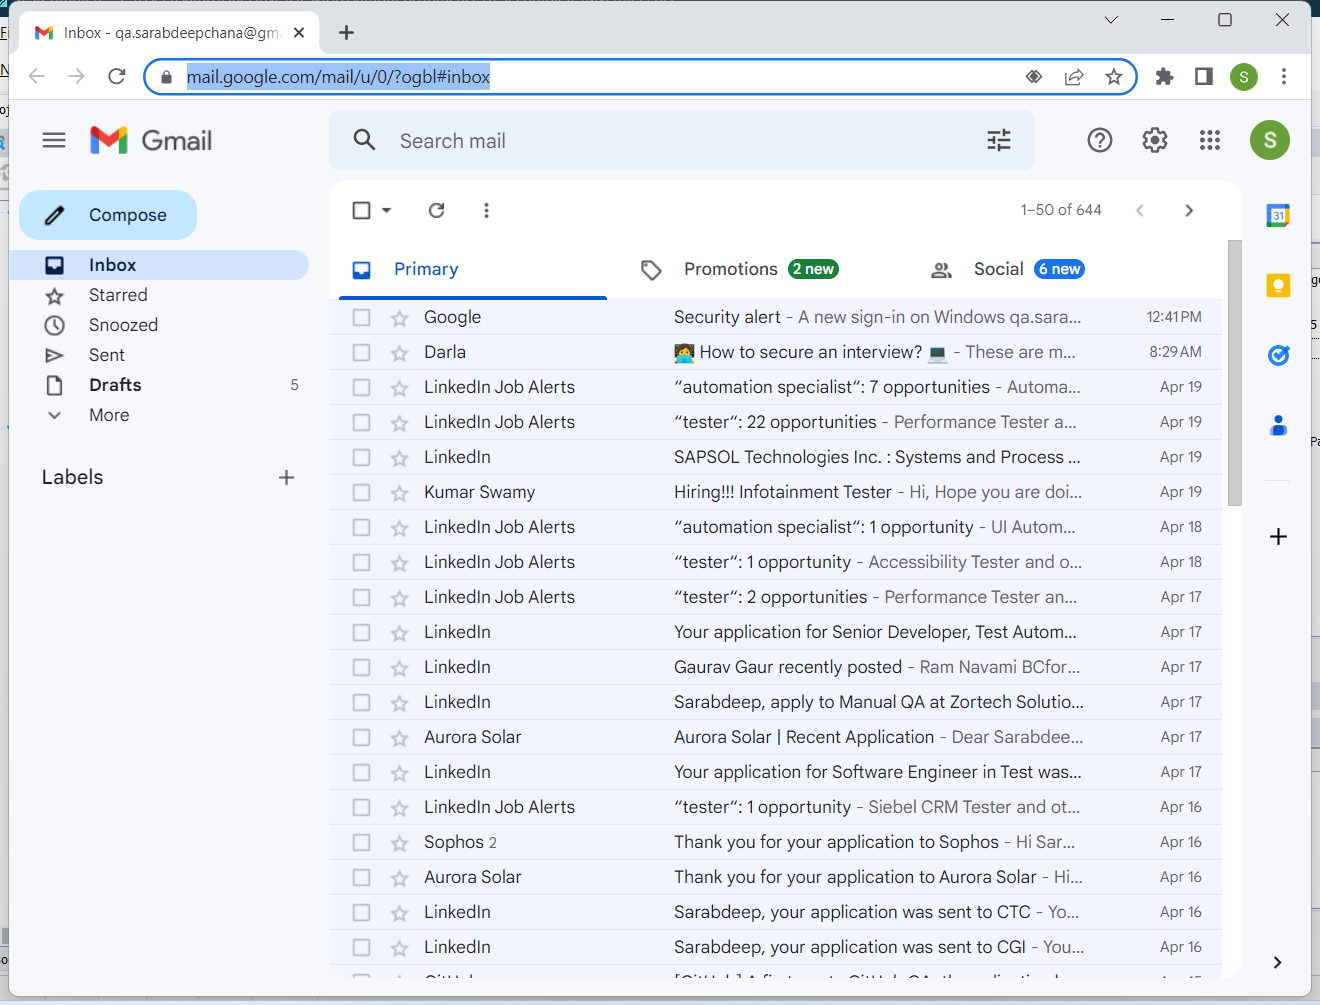 Inbox - qa.sarabdeepchana@gm
mail.google.com/mail/u/0/?ogbl#inbox
S
Gmail
Search mail
S
Compose
1–50 of 644
31
Inbox
Starred
Snoozed
Sent
Drafts 5
More
Labels
Primary
Promotions 2 new
Social 6 new
Google Security alert - A new sign-in on Windows qa.sara... 12:41 PM
Darla How to secure an interview? - These are m... 8:29 AM
LinkedIn Job Alerts “automation specialist“: 7 opportunities - Automa... Apr 19
LinkedIn Job Alerts “tester“: 22 opportunities - Performance Tester a... Apr 19
LinkedIn SAPSOL Technologies Inc. : Systems and Process ... Apr 19
Kumar Swamy Hiring!!! Infotainment Tester - Hi, Hope you are doi... Apr 19
LinkedIn Job Alerts “automation specialist“: 1 opportunity - UI Autom... Apr 18
LinkedIn Job Alerts “tester“: 1 opportunity - Accessibility Tester and o... Apr 18
LinkedIn Job Alerts “tester“: 2 opportunities - Performance Tester an... Apr 17
LinkedIn Your application for Senior Developer, Test Autom... Apr 17
LinkedIn Gaurav Gaur recently posted - Ram Navami BCfor... Apr 17
LinkedIn Sarabdeep, apply to Manual QA at Zortech Solutio... Apr 17
Aurora Solar Aurora Solar | Recent Application - Dear Sarabdee... Apr 17
LinkedIn Your application for Software Engineer in Test was... Apr 17
LinkedIn Job Alerts “tester“: 1 opportunity - Siebel CRM Tester and ot... Apr 16
Sophos 2 Thank you for your application to Sophos - Hi Sar... Apr 16
Aurora Solar Thank you for your application to Aurora Solar - Hi... Apr 16
LinkedIn Sarabdeep, your application was sent to CTC - Yo... Apr 16
LinkedIn Sarabdeep, your application was sent to CGI - You... Apr 16